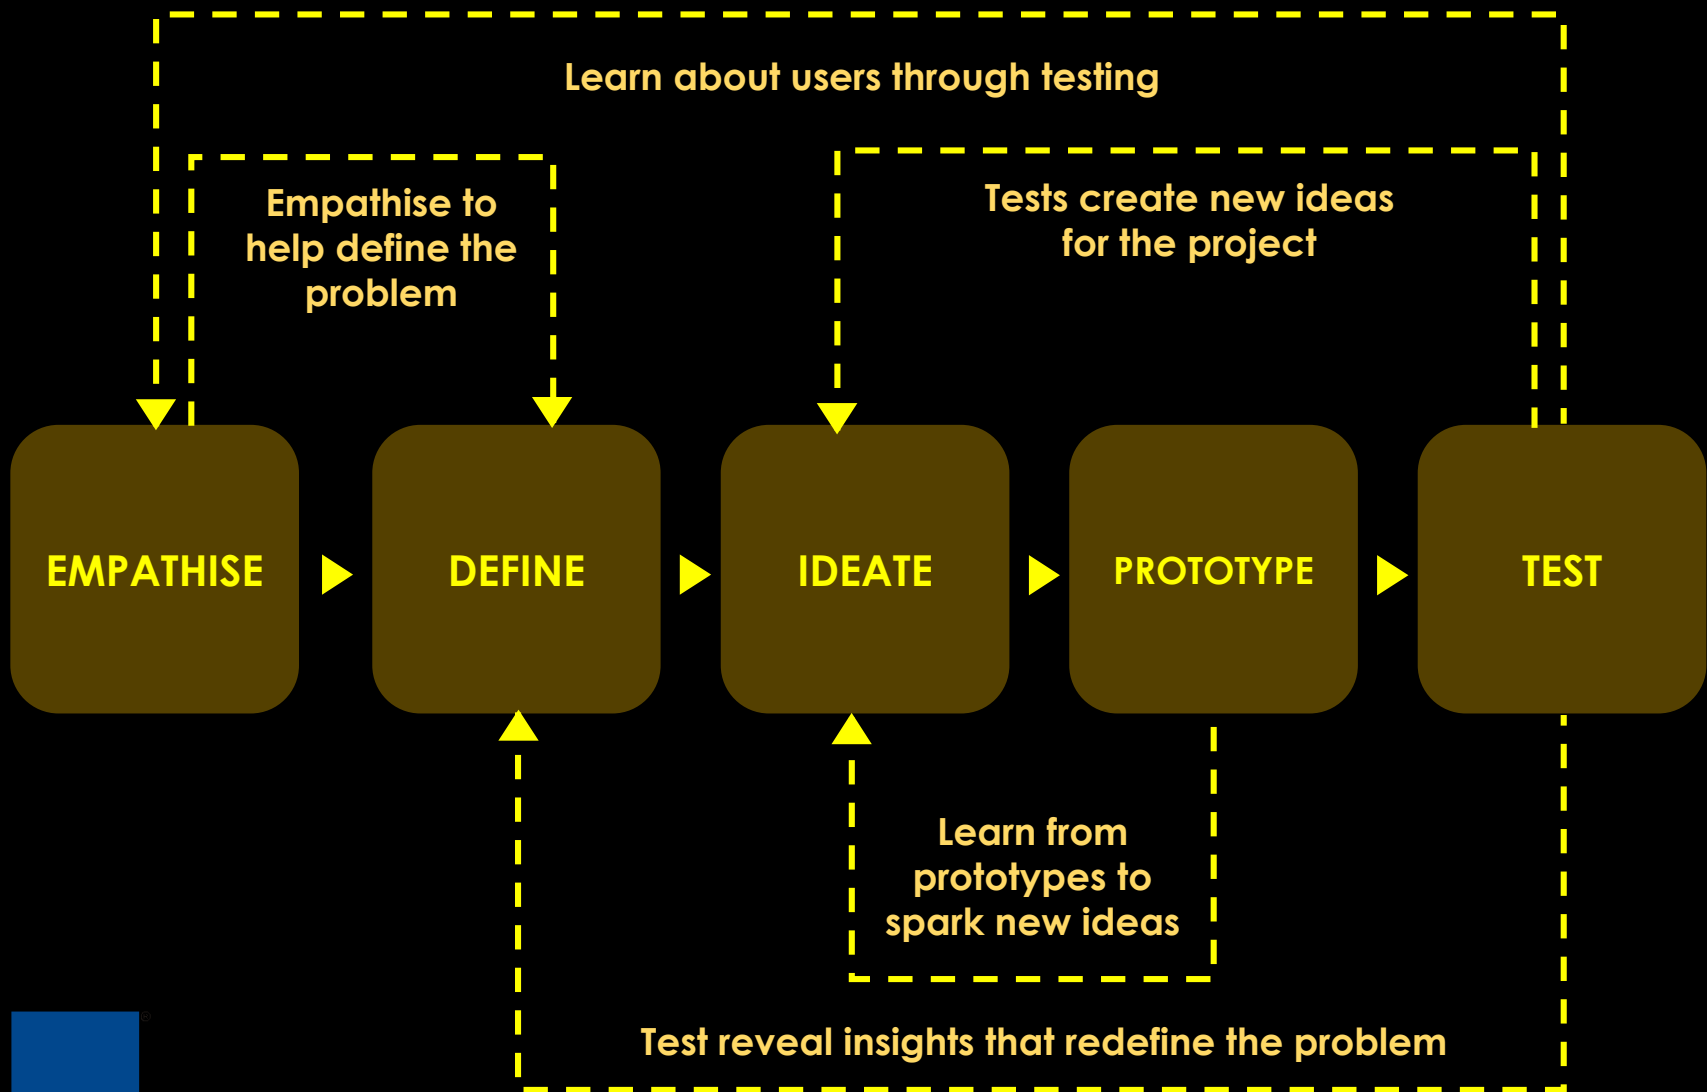 Learn about users through testing
Empathise to
help define the
problem
Tests create new ideas
for the project
EMPATHISE
DEFINE
IDEATE
PROTOTYPE
TEST
Learn from
prototypes to
spark new ideas
Test reveal insights that redefine the problem